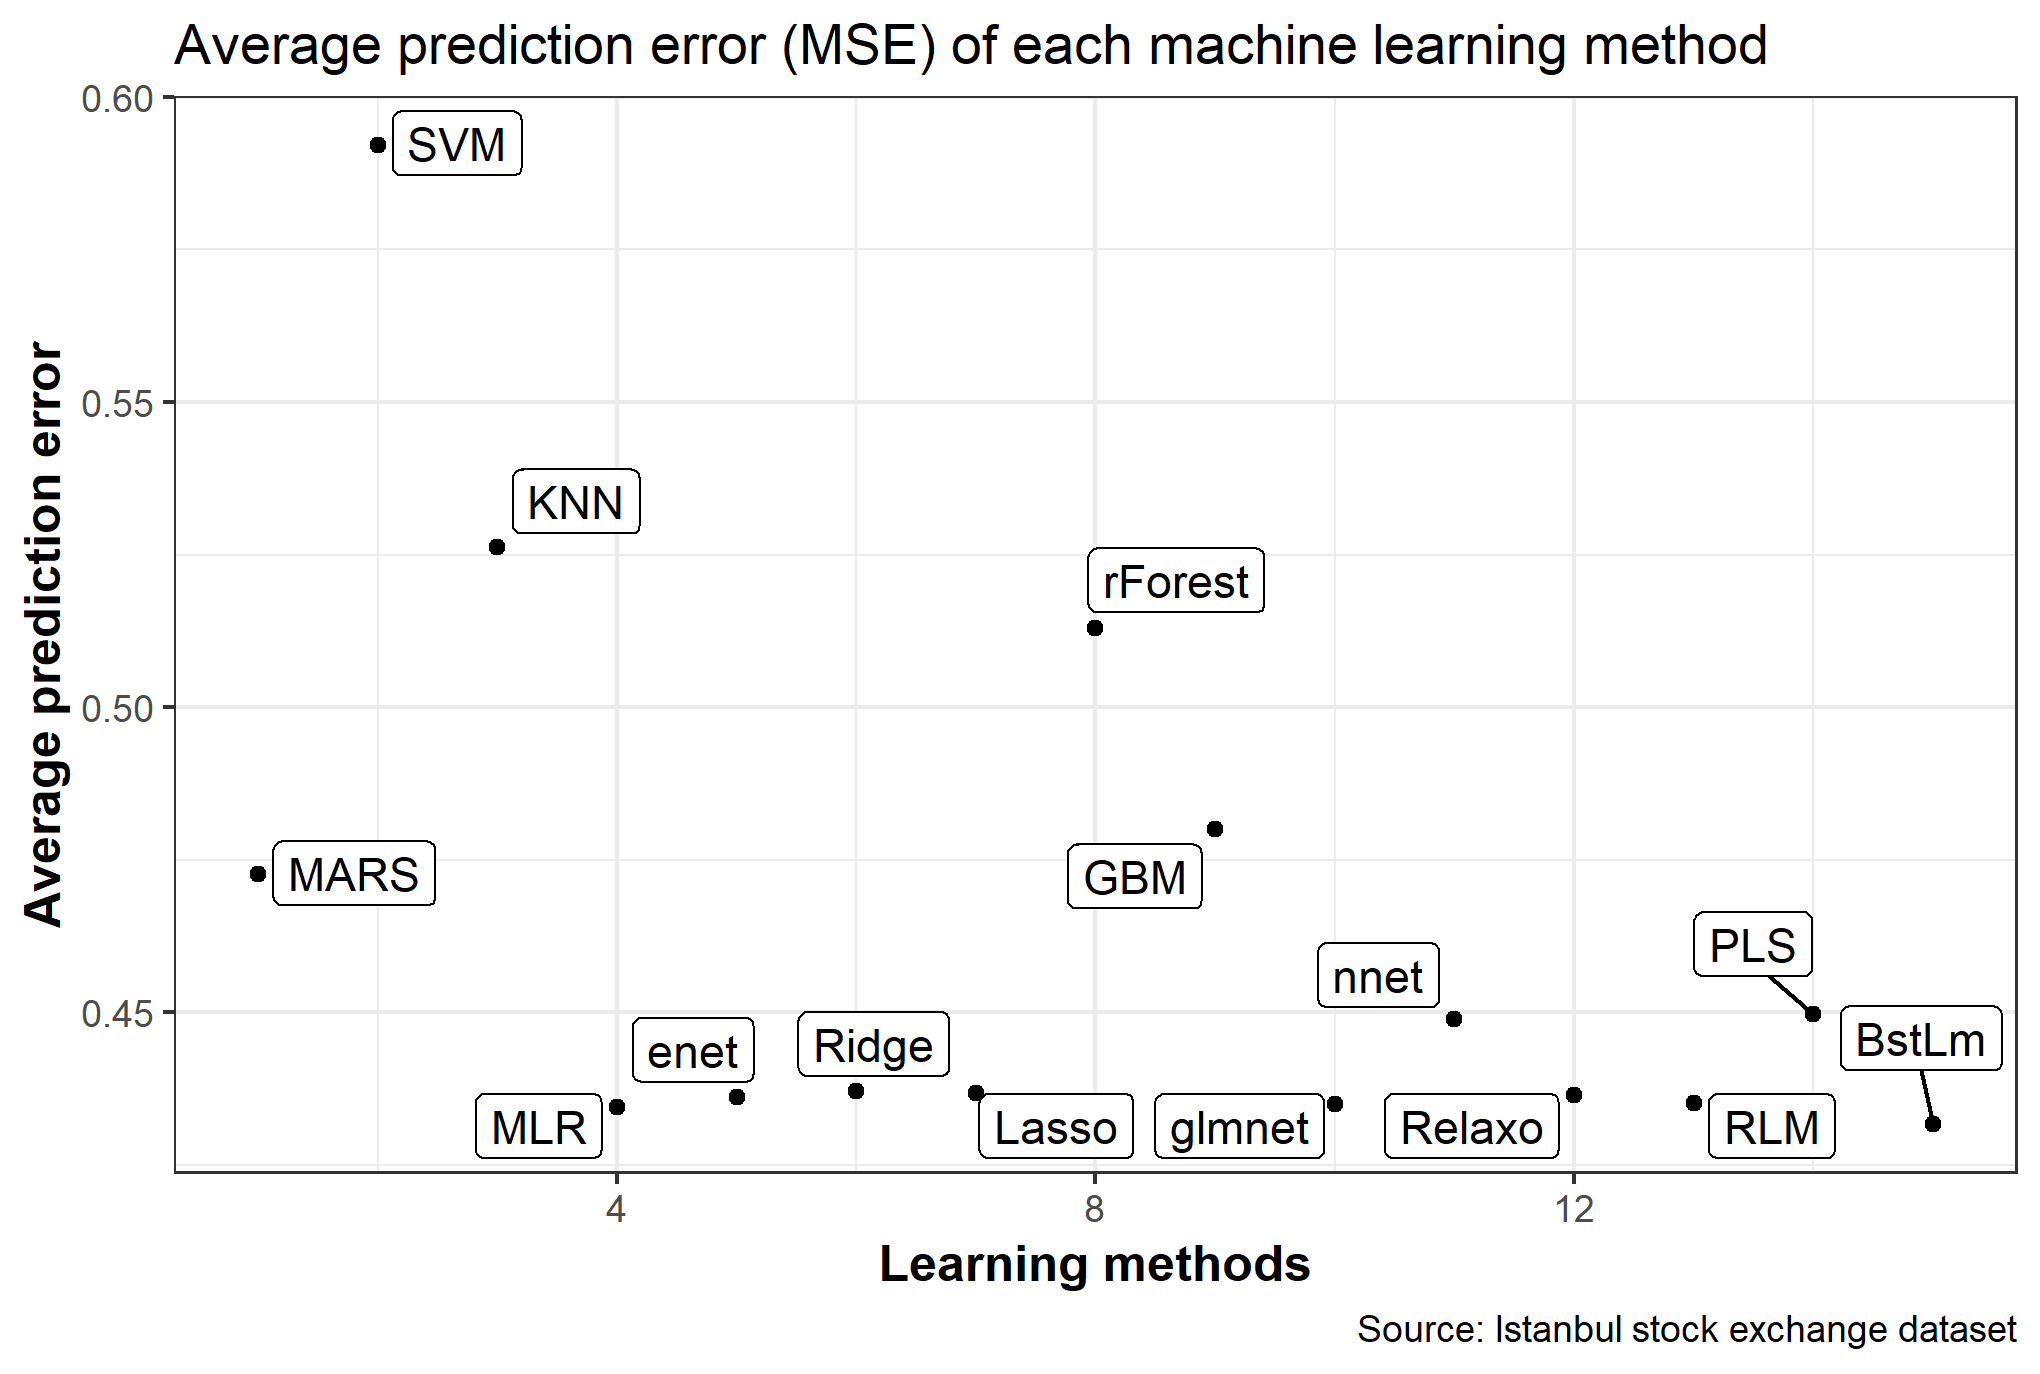 Average prediction error (MSE) of each machine learning method
0.60
0.55
0.50
0.45
Average prediction error
SVM
KNN
rForest
MARS
GBM
nnet
PLS
BstLm
enet
Ridge
MLR
Lasso
glmnet
Relaxo
RLM
4
8
12
Learning methods
Source: Istanbul stock exchange dataset